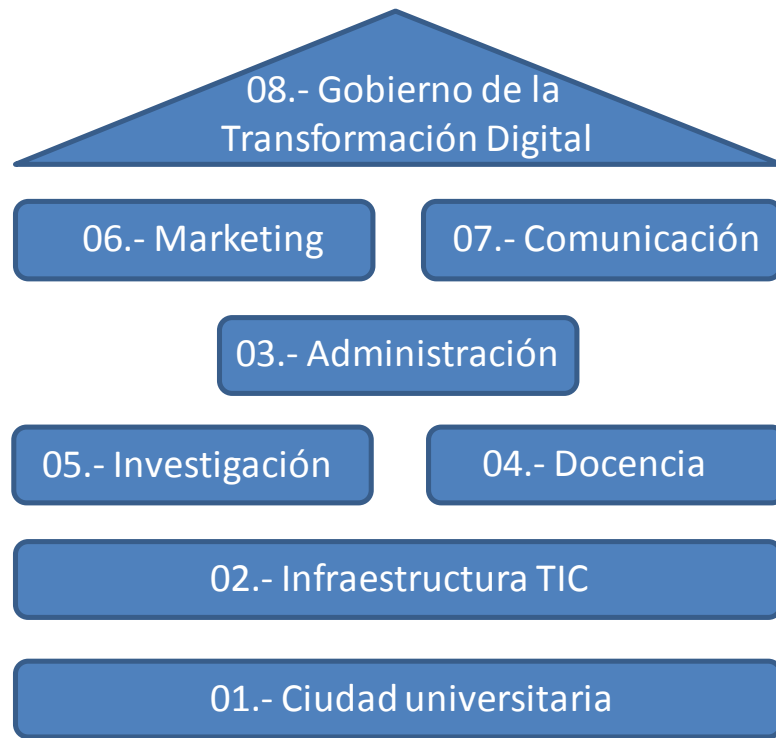 08.- Gobierno de la
Transformación Digital
06.- Marketing
07.- Comunicación
03.- Administración
05.- Investigación
04.- Docencia
02.- Infraestructura TIC
01.- Ciudad universitaria